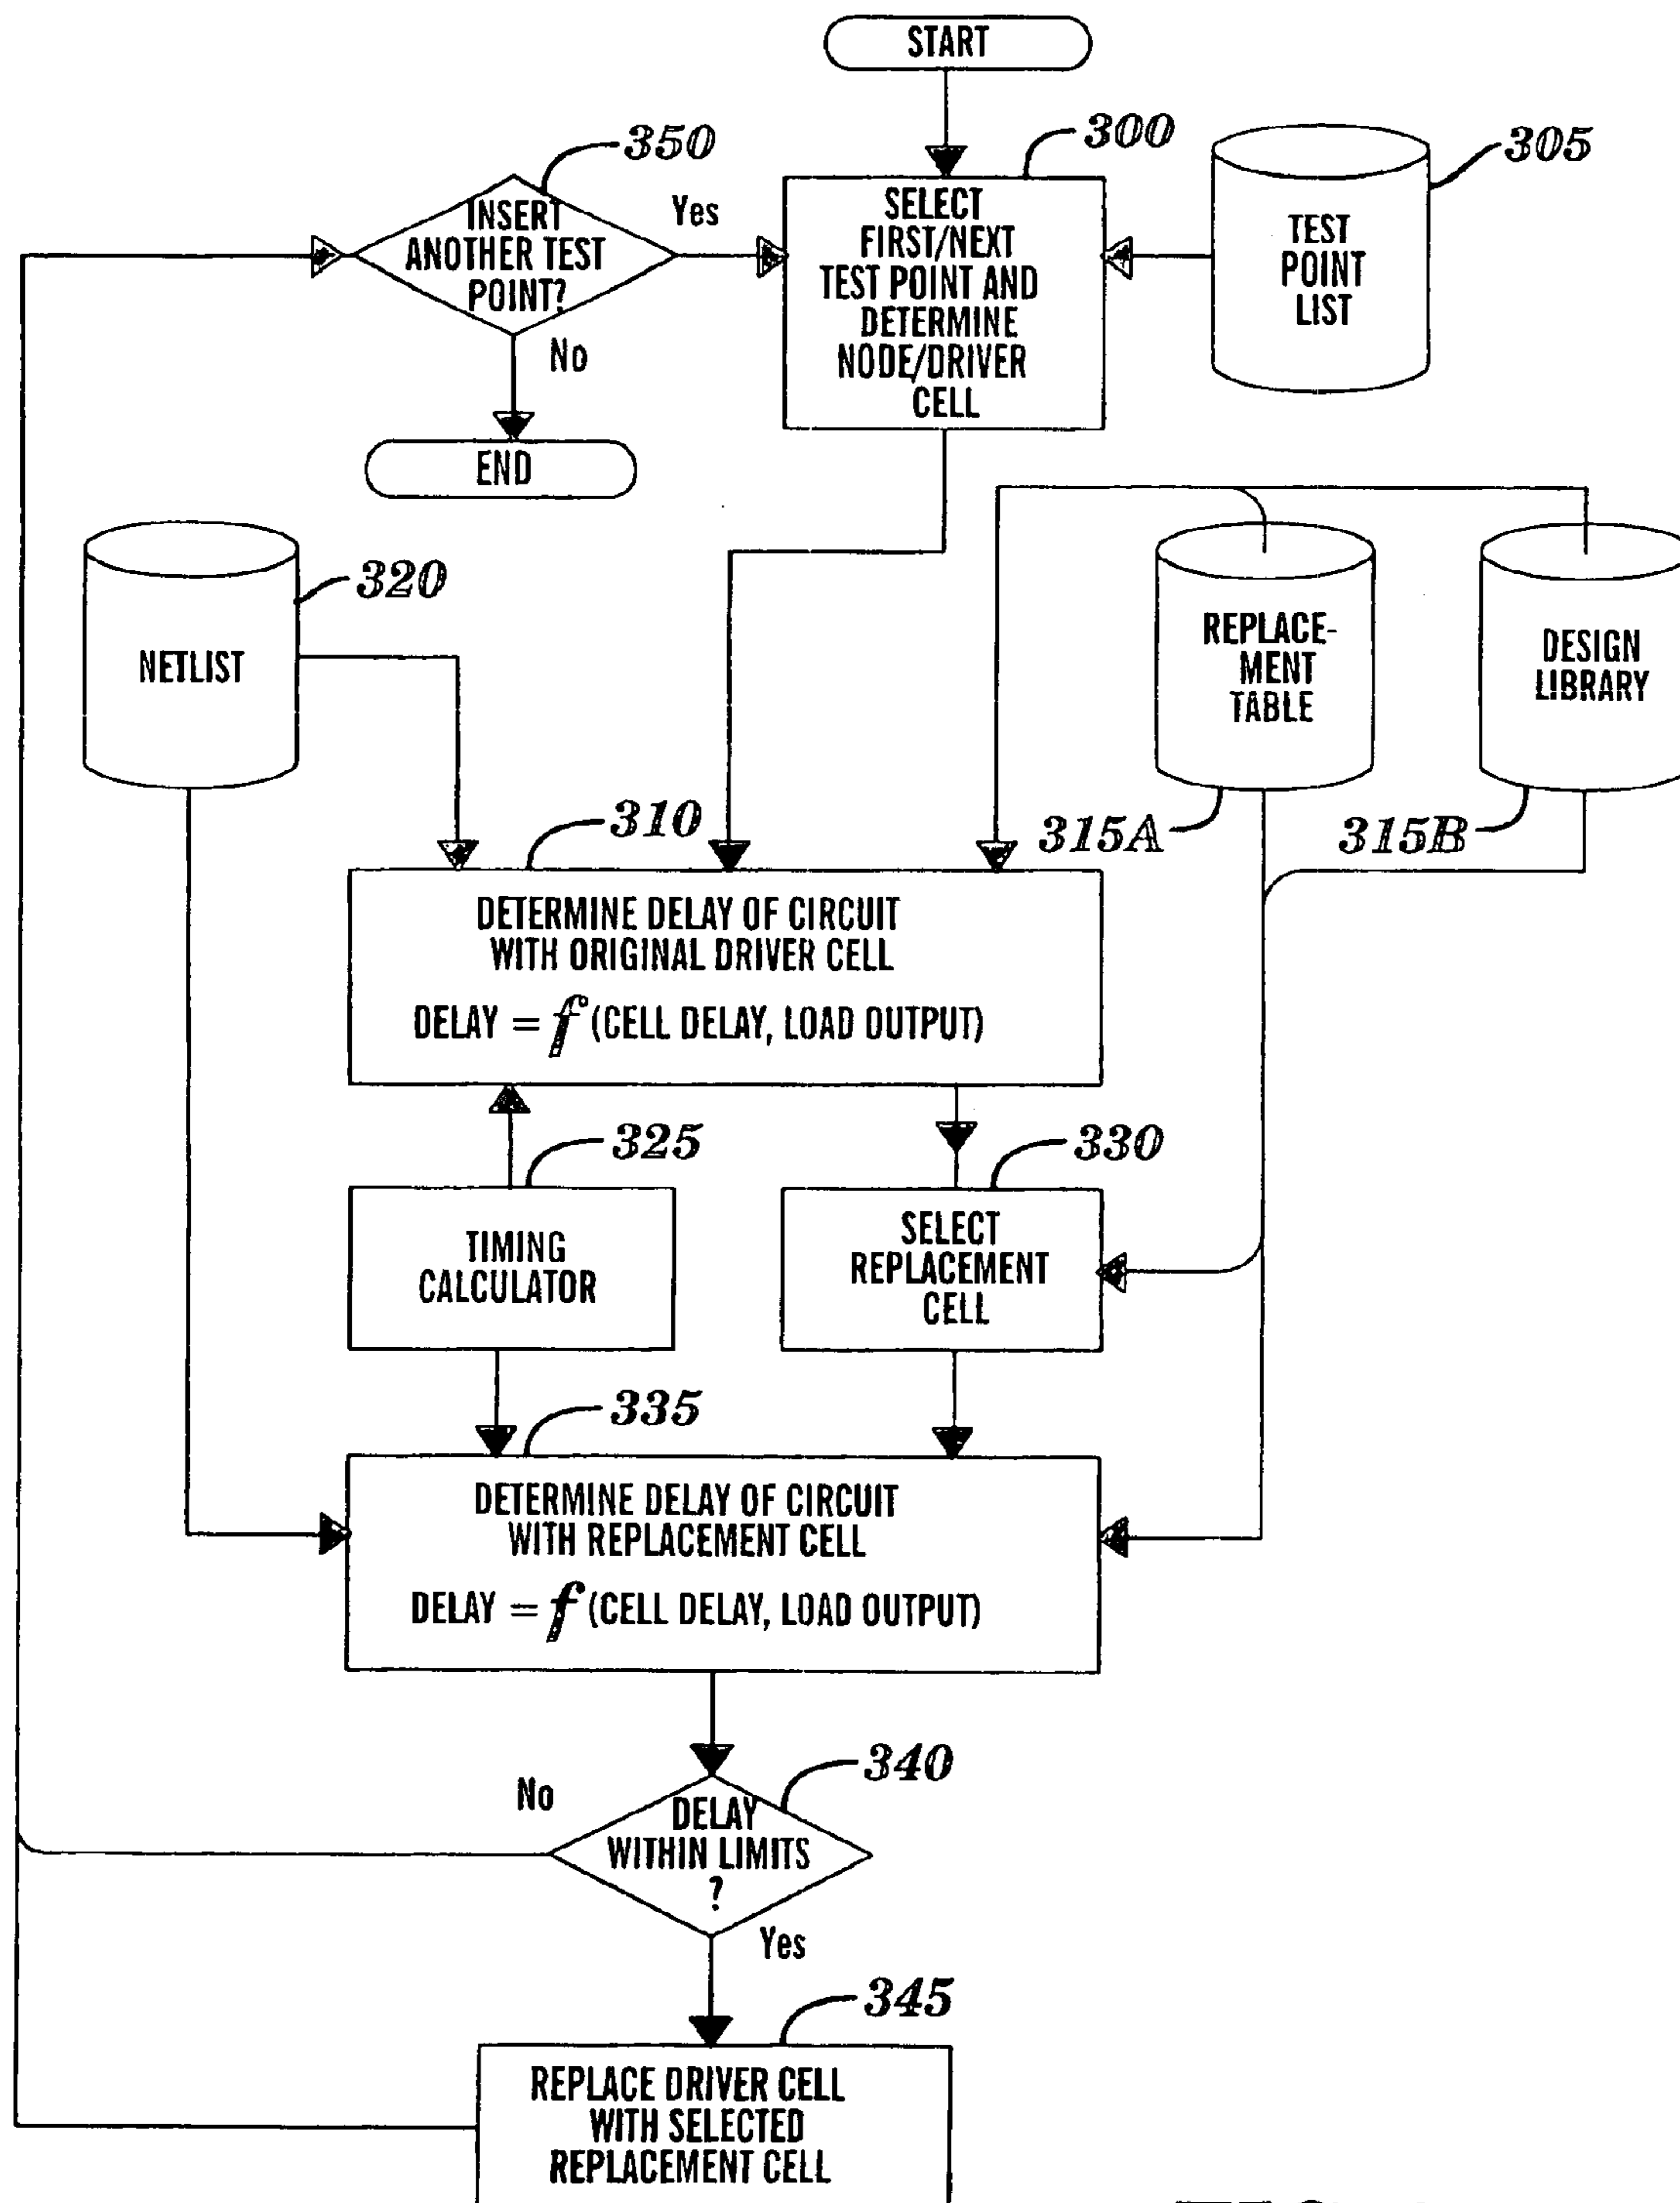 START
350
300
305
INSERT
ANOTHER TEST
POINT?
Yes
No
SELECT
FIRST/NEXT
TEST POINT AND
DETERMINE
NODE/DRIVER
CELL
TEST
POINT
LIST
END
320
NETLIST
REPLACE-
MENT
TABLE
DESIGN
LIBRARY
310
315A
315B
DETERMINE DELAY OF CIRCUIT
WITH ORIGINAL DRIVER CELL
DELAY = f (CELL DELAY, LOAD OUTPUT)
325
330
TIMING
CALCULATOR
SELECT
REPLACEMENT
CELL
335
DETERMINE DELAY OF CIRCUIT
WITH REPLACEMENT CELL
DELAY = f (CELL DELAY, LOAD OUTPUT)
340
No
DELAY
WITHIN LIMITS
?
Yes
345
REPLACE DRIVER CELL
WITH SELECTED
REPLACEMENT CELL